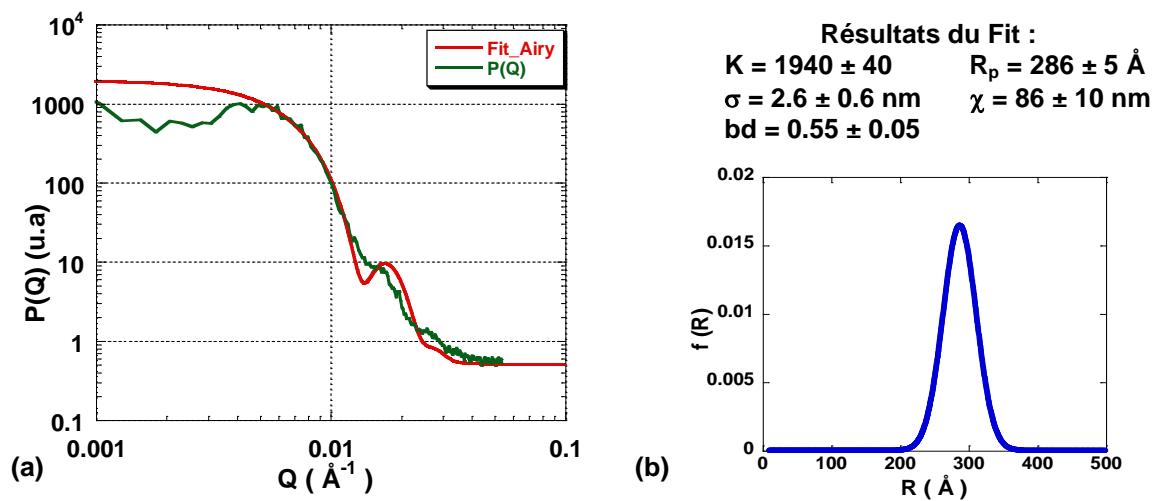 10⁴
1000
100
10
1
0.1
P(Q) (u.a)
Fit_Airy
P(Q)
0.001
0.01
0.1
Q ( Å⁻¹)
(a)
Résultats du Fit :
K = 1940 ± 40 Rₚ = 286 ± 5 Å
σ = 2.6 ± 0.6 nm χ = 86 ± 10 nm
bd = 0.55 ± 0.05
0.02
0.015
0.01
0.005
0
f (R)
0
100
200
300
400
500
R ( Å)
(b)